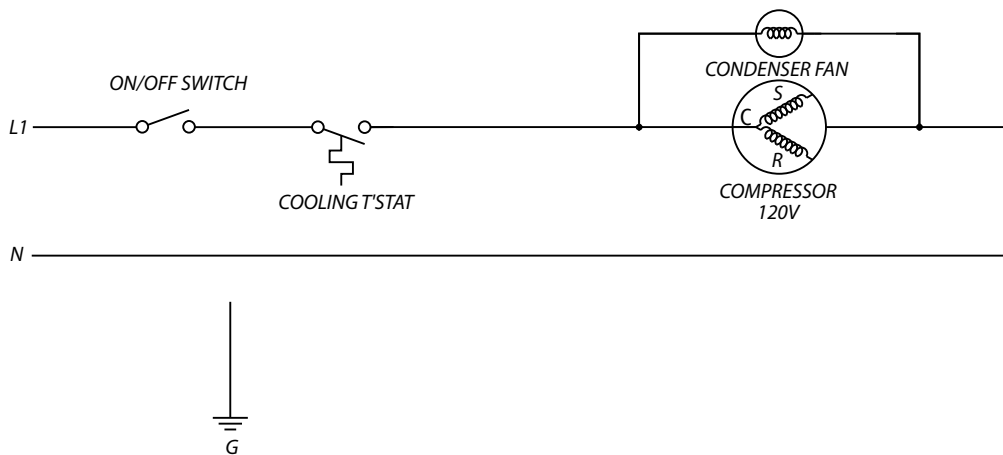 CONDENSER FAN
ON/OFF SWITCH
S
L1
C
R
COOLING T'STAT
COMPRESSOR
120V
N
G